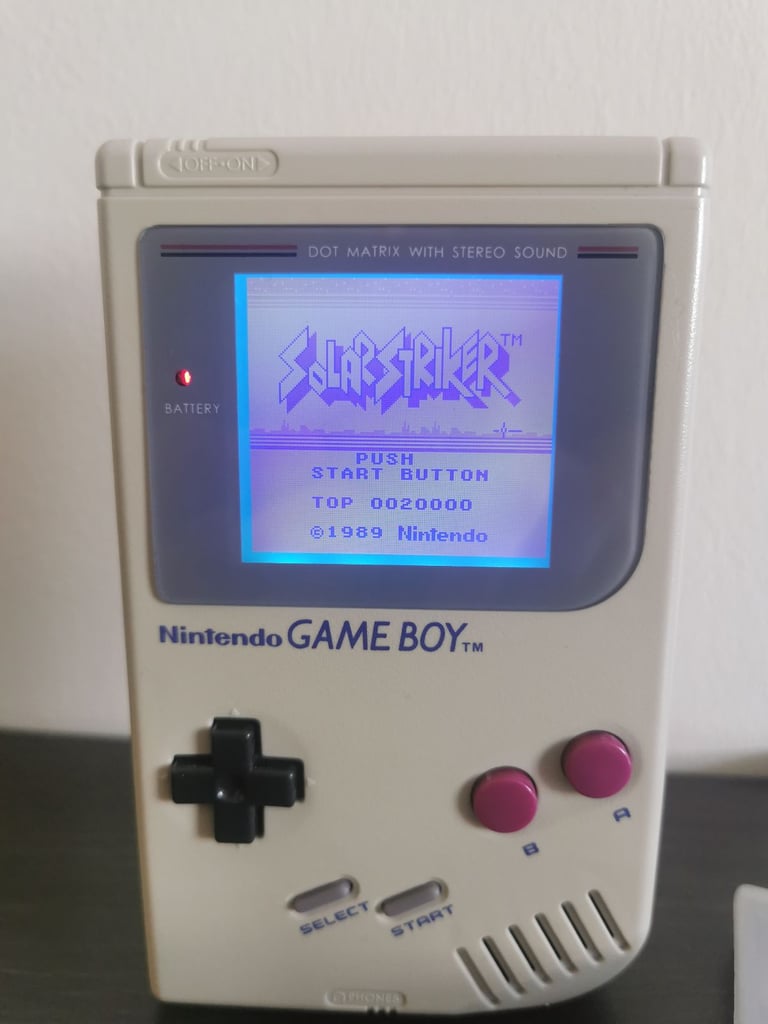 ◁OFF•ON▷
DOT MATRIX WITH STEREO SOUND
SOLARSTRIKER™
BATTERY
PUSH
START BUTTON
TOP 0020000
©1989 Nintendo
Nintendo GAME BOY™
A
B
SELECT
START
PHONES